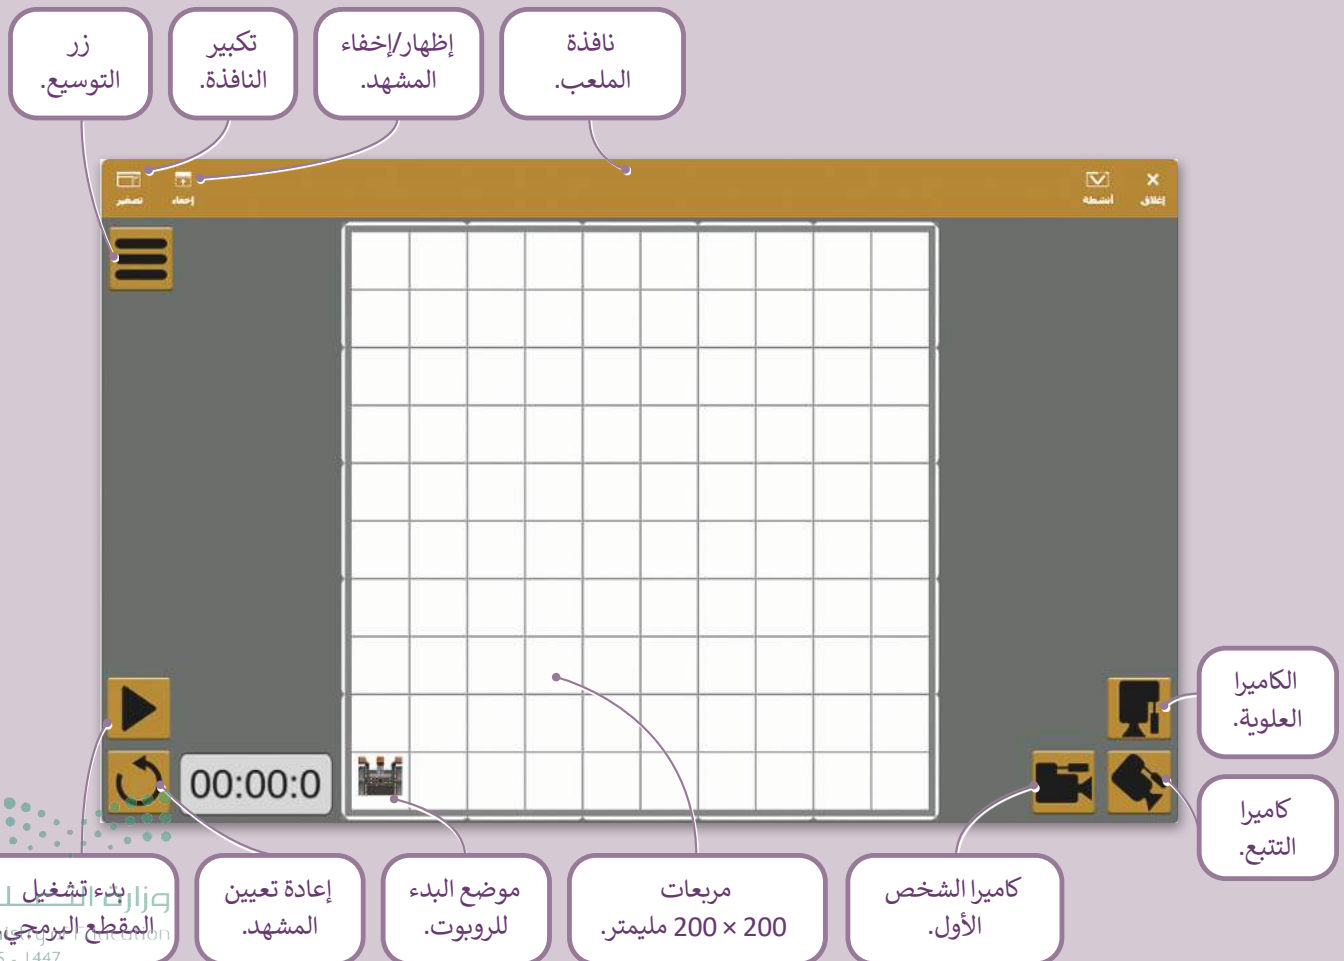 نافذة
الملعب.
إظهار/إخفاء
المشهد.
تكبير
النافذة.
زر
التوسيع.
إغلاق
أنشطة
إخفاء
تصغير
00:00:0
الكاميرا
العلوية.
كاميرا
التتبع.
كاميرا الشخص
الأول.
مربعات
200 × 200 مليمتر.
موضع البدء
للروبوت.
إعادة تعيين
المشهد.
بدء تشغيل
المقطع البرمجي.
1447